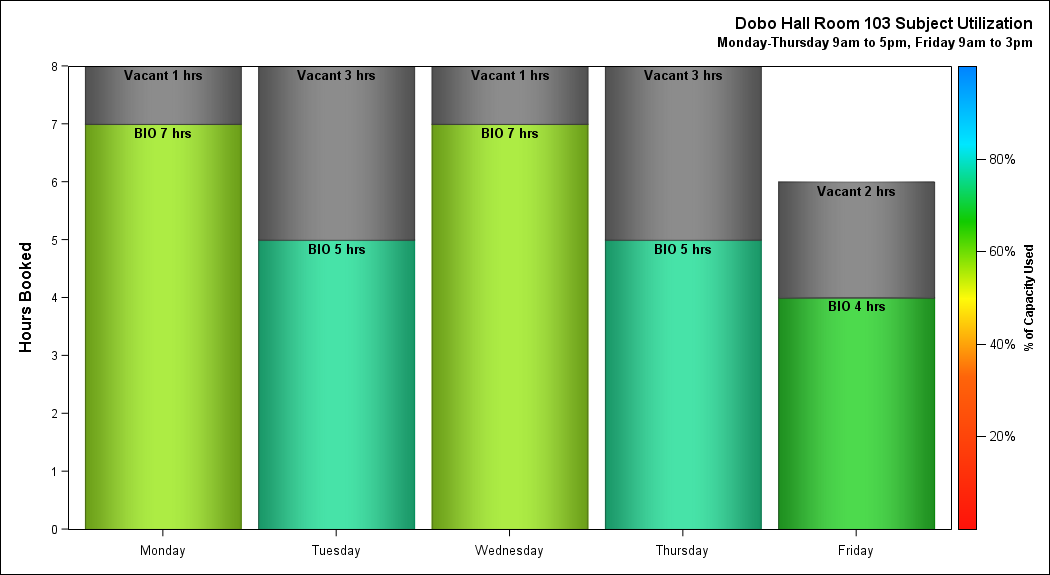 Dobo Hall Room 103 Subject Utilization
Monday-Thursday 9am to 5pm, Friday 9am to 3pm
Hours Booked
8
7
6
5
4
3
2
1
0
Vacant 1 hrs
BIO 7 hrs
Vacant 3 hrs
BIO 5 hrs
Vacant 1 hrs
BIO 7 hrs
Vacant 3 hrs
BIO 5 hrs
Vacant 2 hrs
BIO 4 hrs
Monday
Tuesday
Wednesday
Thursday
Friday
80%
60%
40%
20%
% of Capacity Used